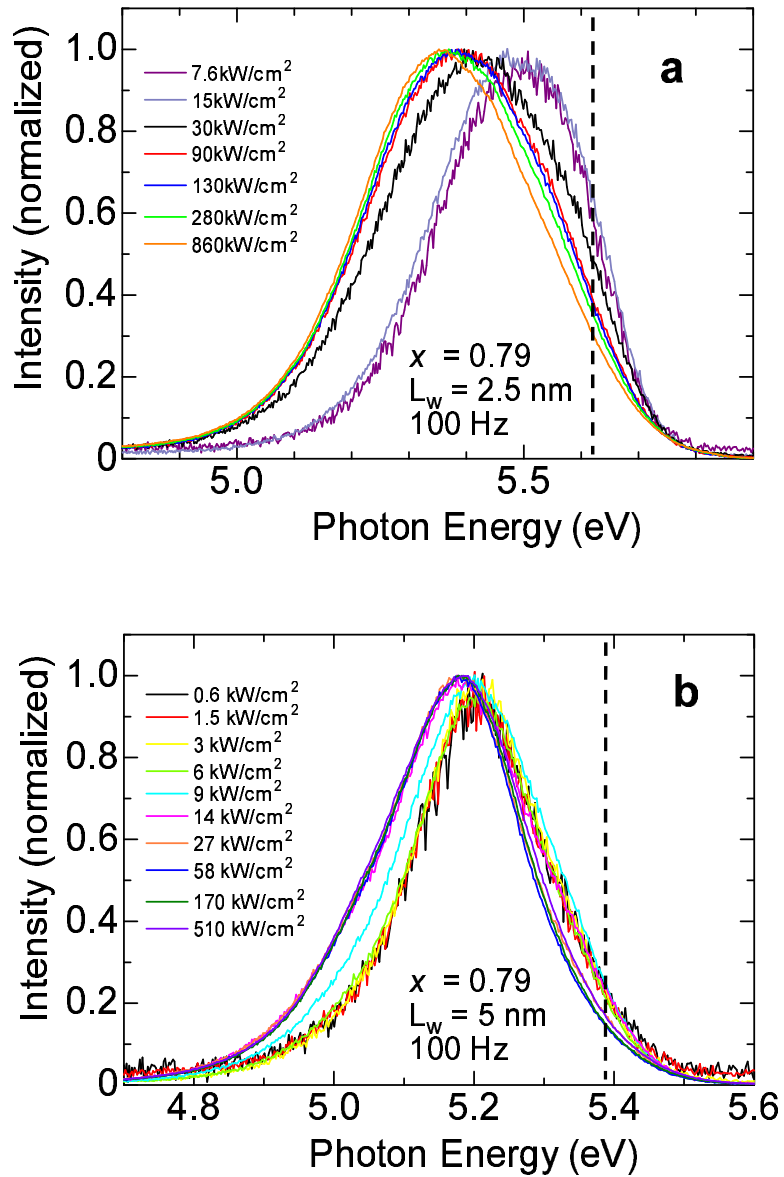 a
7.6kW/cm²
15kW/cm²
30kW/cm²
90kW/cm²
130kW/cm²
280kW/cm²
860kW/cm²
Intensity (normalized)
1.0
0.8
0.6
0.4
0.2
0
x = 0.79
Lw = 2.5 nm
100 Hz
5.0 5.5
Photon Energy (eV)
b
0.6 kW/cm²
1.5 kW/cm²
3 kW/cm²
6 kW/cm²
9 kW/cm²
14 kW/cm²
27 kW/cm²
58 kW/cm²
170 kW/cm²
510 kW/cm²
Intensity (normalized)
1.0
0.8
0.6
0.4
0.2
0
x = 0.79
Lw = 5 nm
100 Hz
4.8 5.0 5.2 5.4 5.6
Photon Energy (eV)